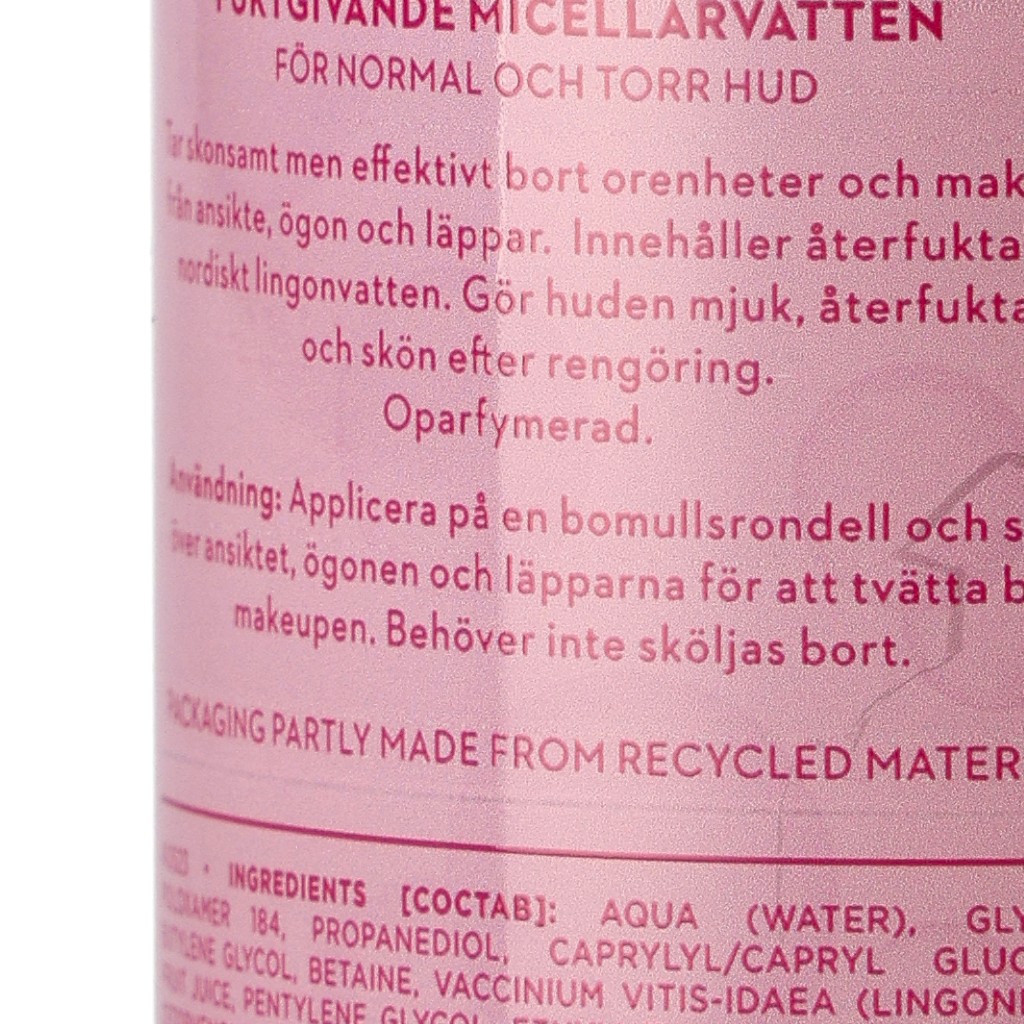 FUKTGIVANDE MICELLARVATTEN
FÖR NORMAL OCH TORR HUD
Tar skonsamt men effektivt bort orenheter och mak
från ansikte, ögon och läppar. Innehåller återfukta
nordiskt lingonvatten. Gör huden mjuk, återfukta
och skön efter rengöring.
Oparfymerad.
Användning: Applicera på en bomullsrondell och s
över ansiktet, ögonen och läpparna för att tvätta b
makeupen. Behöver inte sköljas bort.
PACKAGING PARTLY MADE FROM RECYCLED MATER
· INGREDIENTS [COCTAB]: AQUA (WATER), GLY
POLOXAMER 184, PROPANEDIOL, CAPRYLYL/CAPRYL GLUC
BUTYLENE GLYCOL, BETAINE, VACCINIUM VITIS-IDAEA (LINGON
FRUIT JUICE, PENTYLENE GLYCOL,